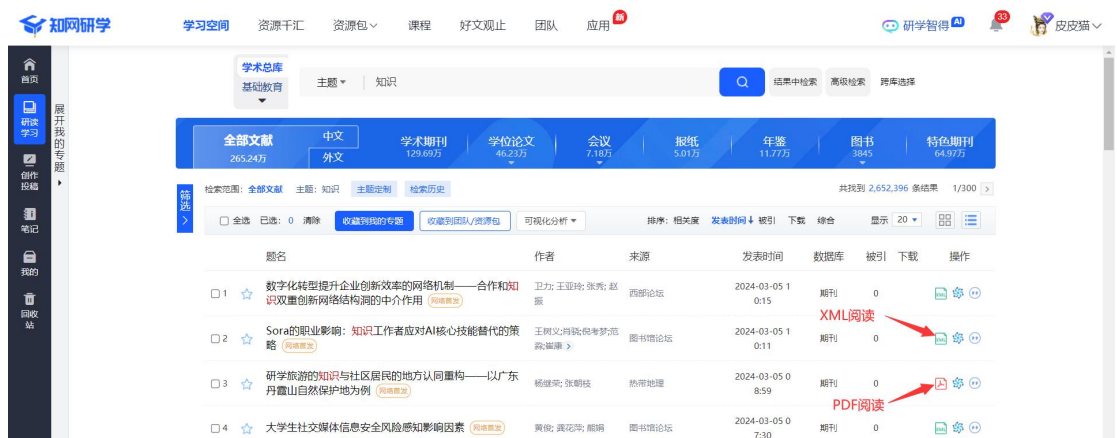 知网研学 学习空间 资源千汇 资源包 课程 好文观止 团队 应用 新 研学智得 AI 33 皮皮猫
首页
研读
学习
创作
投稿
笔记
我的
回收
站
展开我的专题
学术总库
基础教育
主题 知识 结果中检索 高级检索 跨库选择
全部文献 中文 学术期刊 学位论文 会议 报纸 年鉴 图书 特色期刊
265.24万 外文 129.69万 46.23万 7.18万 5.01万 11.77万 3845 64.97万
筛选
检索范围: 全部文献 主题: 知识 主题定制 检索历史 共找到 2,652,396 条结果 1/300
全选 已选: 0 清除 收藏到我的专题 收藏到团队/资源包 可视化分析 排序: 相关度 发表时间 被引 下载 综合 显示 20
题名 作者 来源 发表时间 数据库 被引 下载 操作
1 数字化转型提升企业创新效率的网络机制——合作和知 卫力; 王亚玲; 张秀; 赵 西部论坛 2024-03-05 1 期刊 0
识双重创新网络结构洞的中介作用 网络首发 振 0:15
XML阅读
2 Sora的职业影响: 知识工作者应对AI核心技能替代的策 王树义;肖骁;倪考梦;范 图书馆论坛 2024-03-05 1 期刊 0
略 网络首发 淼;崔康 0:11
3 研学旅游的知识与社区居民的地方认同重构——以广东 杨继荣; 张朝枝 热带地理 2024-03-05 0 期刊 0
丹霞山自然保护地为例 网络首发 8:59
PDF阅读
4 大学生社交媒体信息安全风险感知影响因素 网络首发 黄俊; 龚花萍; 熊娟 图书馆论坛 2024-03-05 0 期刊 0
7:30